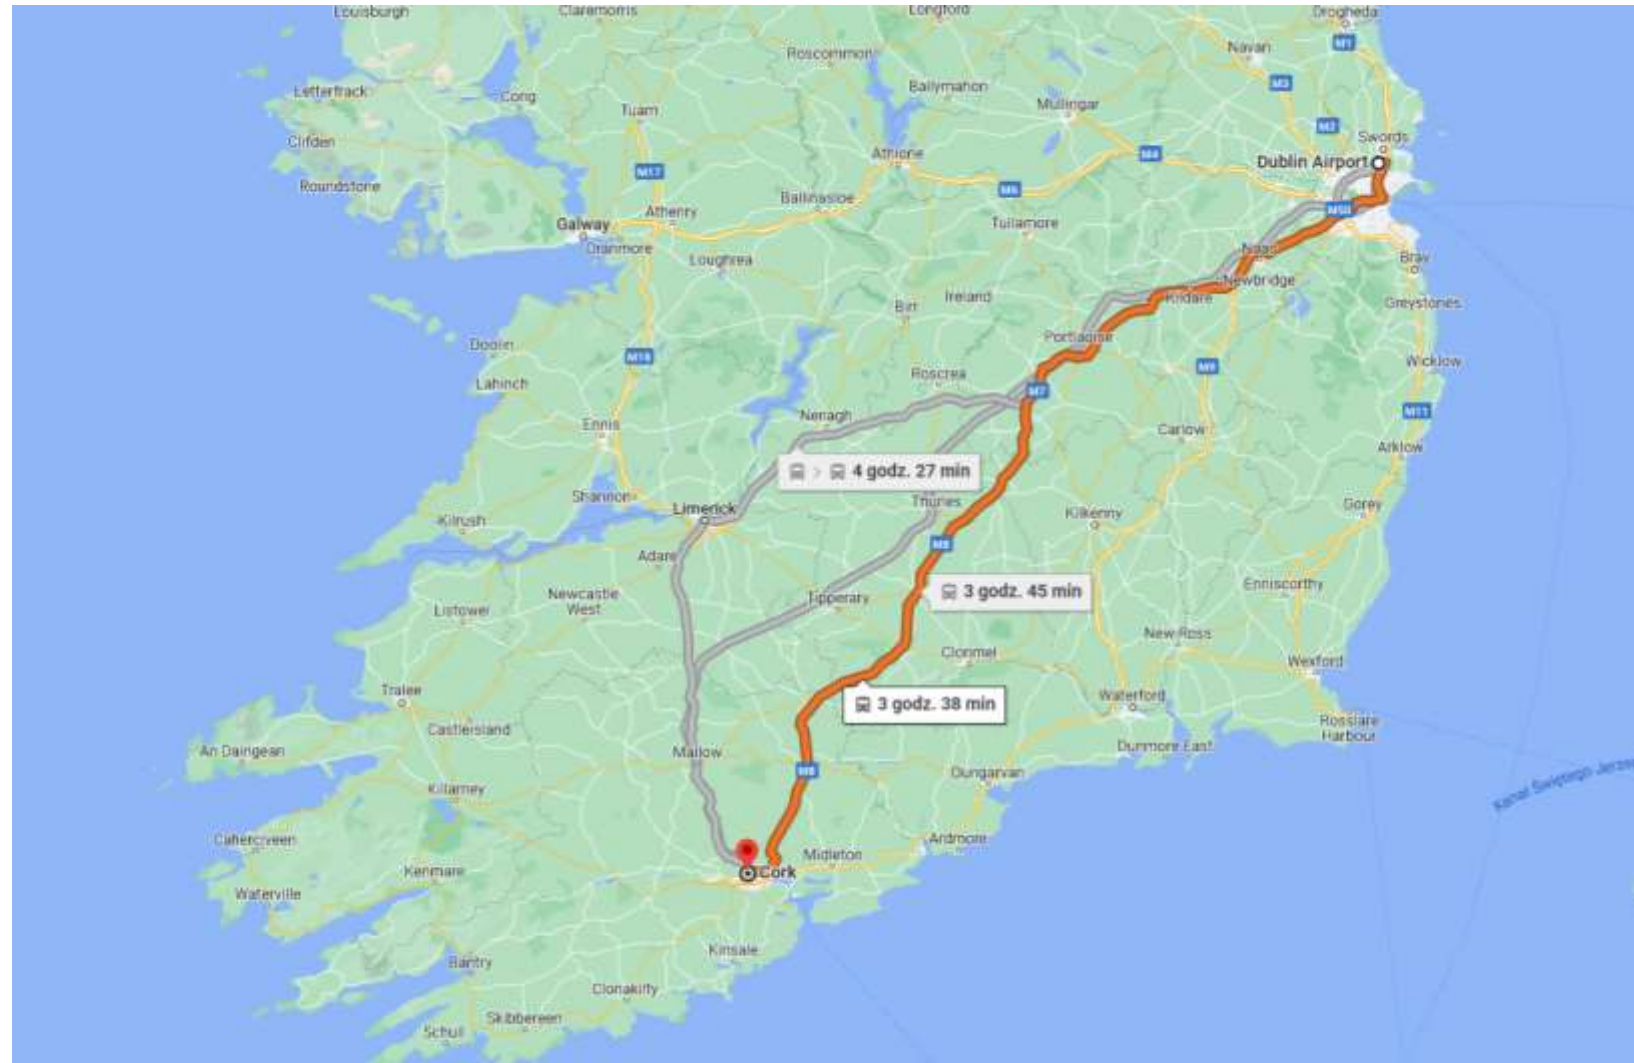 Louisburgh
Claremorris
Longford
Drogheda
Roscommon
Navan
M1
Letterfrack
Cong
Ballymahon
M3
Tuam
Mullingar
Clifden
M2
Swords
Athlone
M4
Dublin Airport
M17
Roundstone
M6
Ballinasloe
Athenry
M50
Galway
Tullamore
Oranmore
Naas
Loughrea
Bray
Newbridge
Ireland
Kildare
Birr
Greystones
Portlaoise
Doolin
M18
Wicklow
M9
Roscrea
Lahinch
M7
M11
Nenagh
Ennis
Carlow
Arklow
4 godz. 27 min
Shannon
Thurles
Gorey
Limerick
Kilkenny
Kilrush
M8
Adare
Enniscorthy
3 godz. 45 min
Newcastle
West
Tipperary
Listowel
New Ross
Clonmel
Wexford
Tralee
Waterford
3 godz. 38 min
Rosslare
Harbour
Castleisland
Dunmore East
An Daingean
Mallow
M8
Dungarvan
Kanał Świętego Jerze
Killarney
Cahirciveen
Ardmore
Midleton
Kenmare
Cork
Waterville
Kinsale
Bantry
Clonakilty
Skibbereen
Schull